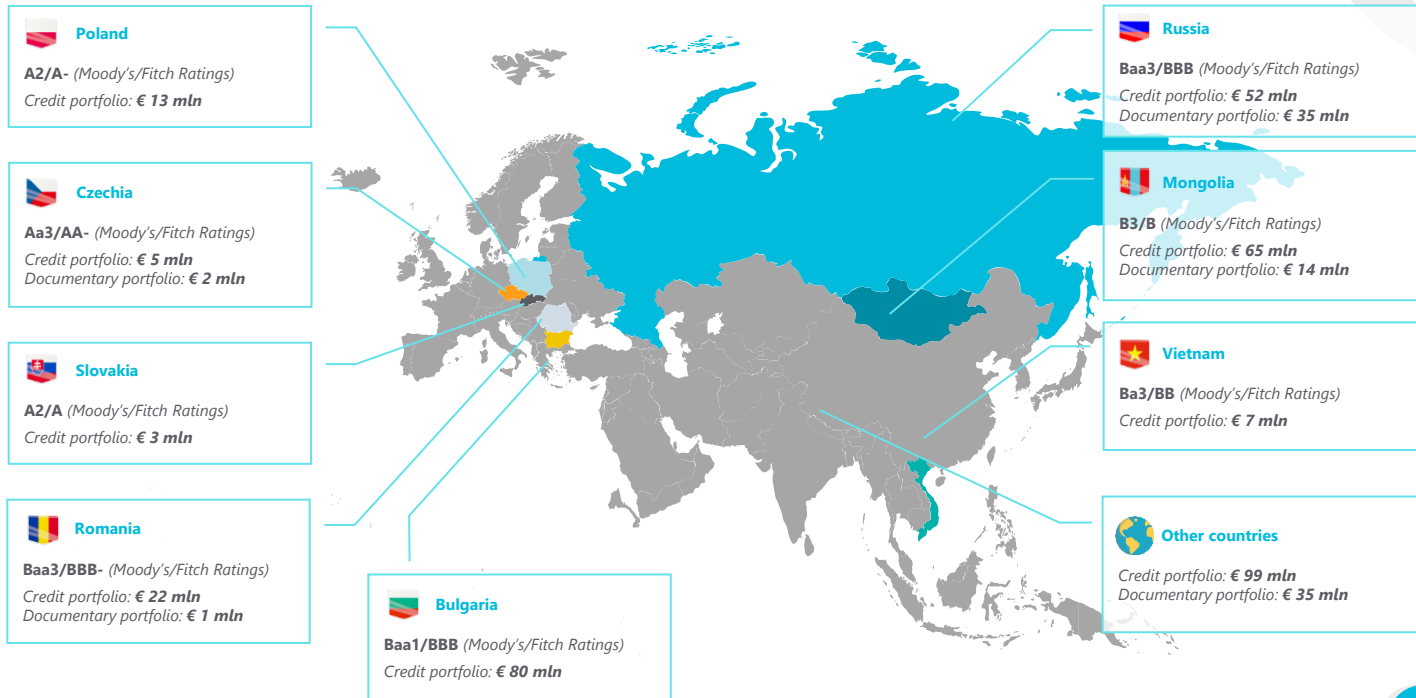 Poland
A2/A- (Moody's/Fitch Ratings)
Credit portfolio: € 13 mln
Czechia
Aa3/AA- (Moody's/Fitch Ratings)
Credit portfolio: € 5 mln
Documentary portfolio: € 2 mln
Slovakia
A2/A (Moody's/Fitch Ratings)
Credit portfolio: € 3 mln
Romania
Baa3/BBB- (Moody's/Fitch Ratings)
Credit portfolio: € 22 mln
Documentary portfolio: € 1 mln
Bulgaria
Baa1/BBB (Moody's/Fitch Ratings)
Credit portfolio: € 80 mln
Russia
Baa3/BBB (Moody's/Fitch Ratings)
Credit portfolio: € 52 mln
Documentary portfolio: € 35 mln
Mongolia
B3/B (Moody's/Fitch Ratings)
Credit portfolio: € 65 mln
Documentary portfolio: € 14 mln
Vietnam
Ba3/BB (Moody's/Fitch Ratings)
Credit portfolio: € 7 mln
Other countries
Credit portfolio: € 99 mln
Documentary portfolio: € 35 mln